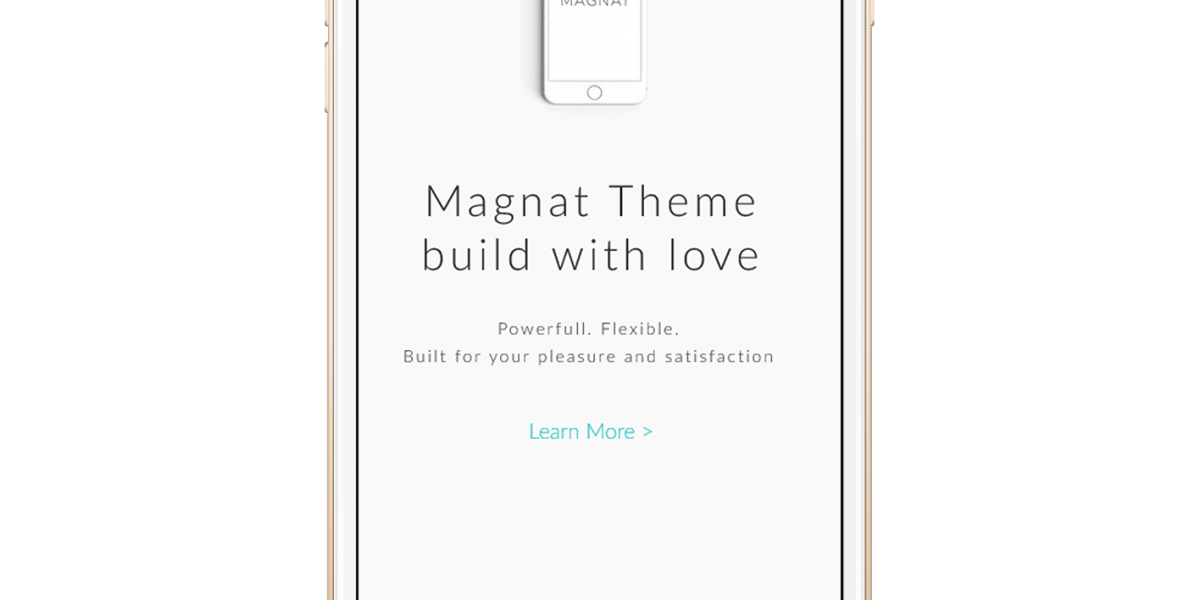 MAGNAT
Magnat Theme
build with love
Powerfull. Flexible.
Built for your pleasure and satisfaction
Learn More >